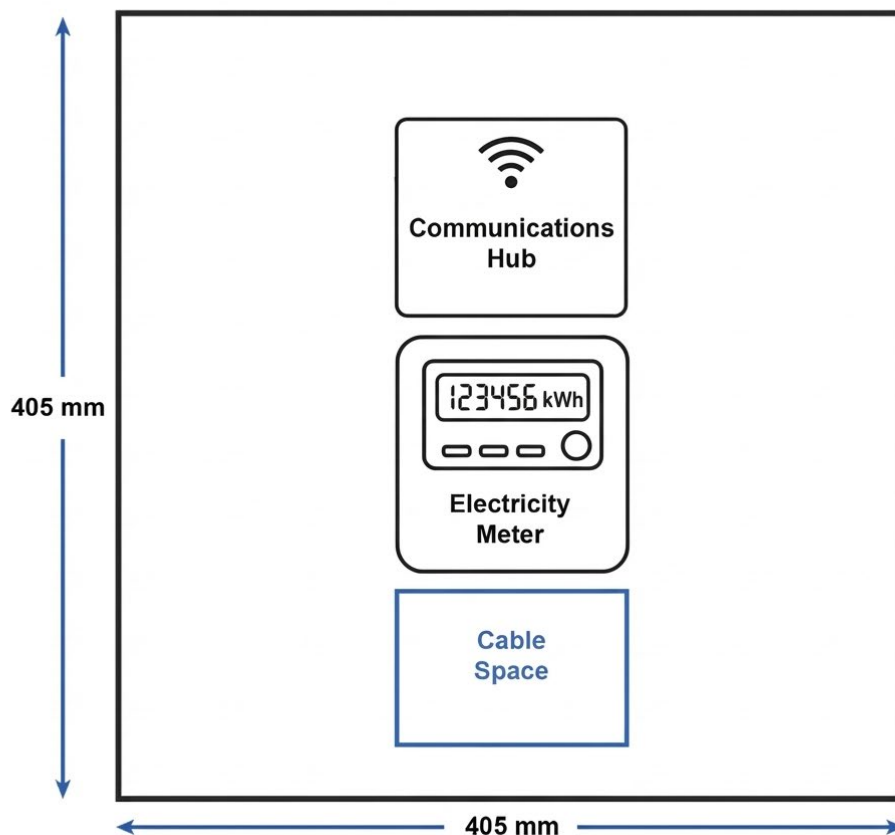 Communications
Hub
123456 kWh
405 mm
Electricity
Meter
Cable
Space
405 mm